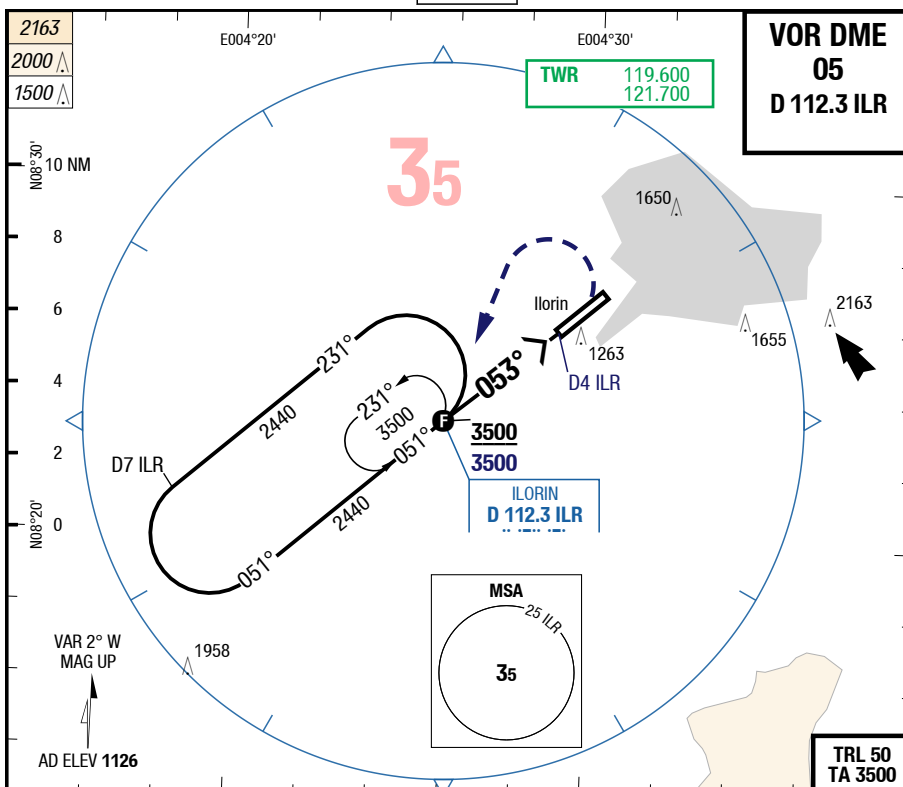 2163
2000
1500
E004°20'
E004°30'
TWR 119.600
121.700
VOR DME
05
D 112.3 ILR
N08°30'
10 NM
35
1650
8
6
Ilorin
2163
1655
1263
231°
053°
D4 ILR
4
2440
231°
3500
F
3500
3500
051°
2
D7 ILR
2440
ILORIN
D 112.3 ILR
N08°20'
0
051°
MSA
25 ILR
35
1958
VAR 2° W
MAG UP
AD ELEV 1126
TRL 50
TA 3500